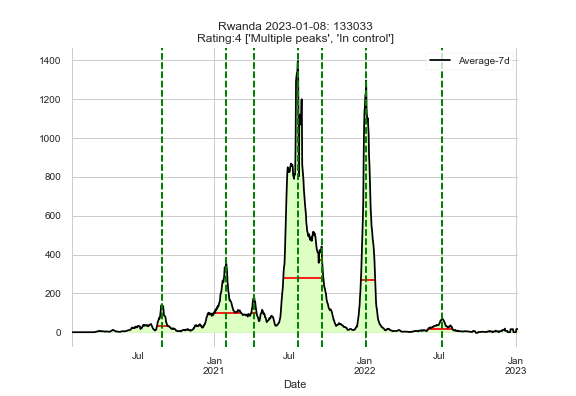 Rwanda 2023-01-08: 133033
Rating:4 ['Multiple peaks', 'In control']
Average-7d
1400
1200
1000
800
600
400
200
0
Jul
Jan
2021
Jul
Jan
2022
Jul
Jan
2023
Date